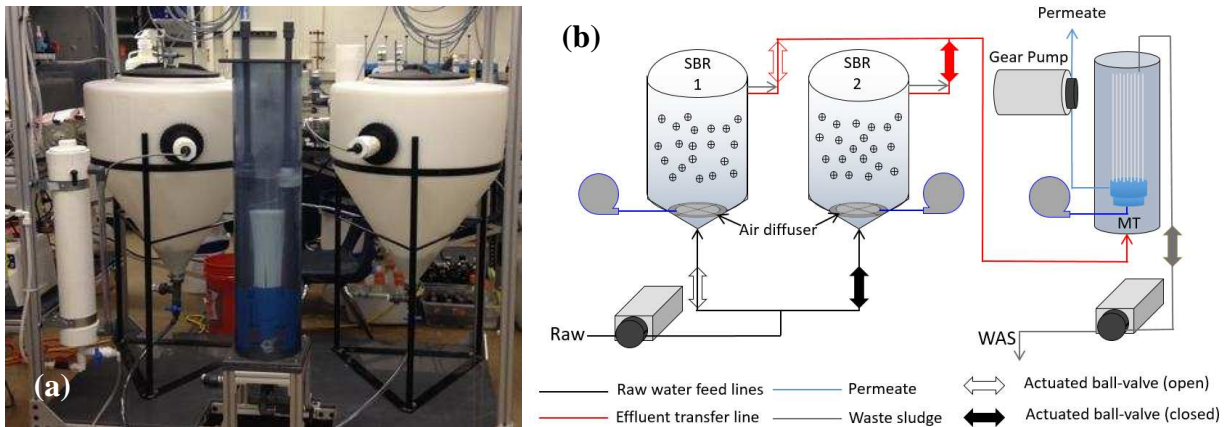 (a)
(b)
Permeate
Gear Pump
SBR
1
SBR
2
Air diffuser
MT
Raw
WAS
Raw water feed lines
Permeate
Actuated ball-valve (open)
Effluent transfer line
Waste sludge
Actuated ball-valve (closed)